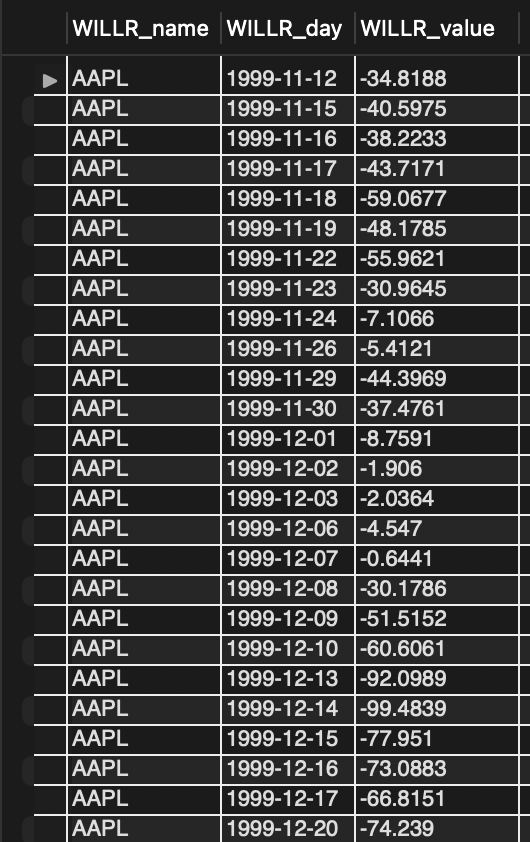 WILLR_name WILLR_day WILLR_value
AAPL 1999-11-12 -34.8188
AAPL 1999-11-15 -40.5975
AAPL 1999-11-16 -38.2233
AAPL 1999-11-17 -43.7171
AAPL 1999-11-18 -59.0677
AAPL 1999-11-19 -48.1785
AAPL 1999-11-22 -55.9621
AAPL 1999-11-23 -30.9645
AAPL 1999-11-24 -7.1066
AAPL 1999-11-26 -5.4121
AAPL 1999-11-29 -44.3969
AAPL 1999-11-30 -37.4761
AAPL 1999-12-01 -8.7591
AAPL 1999-12-02 -1.906
AAPL 1999-12-03 -2.0364
AAPL 1999-12-06 -4.547
AAPL 1999-12-07 -0.6441
AAPL 1999-12-08 -30.1786
AAPL 1999-12-09 -51.5152
AAPL 1999-12-10 -60.6061
AAPL 1999-12-13 -92.0989
AAPL 1999-12-14 -99.4839
AAPL 1999-12-15 -77.951
AAPL 1999-12-16 -73.0883
AAPL 1999-12-17 -66.8151
AAPL 1999-12-20 -74.239